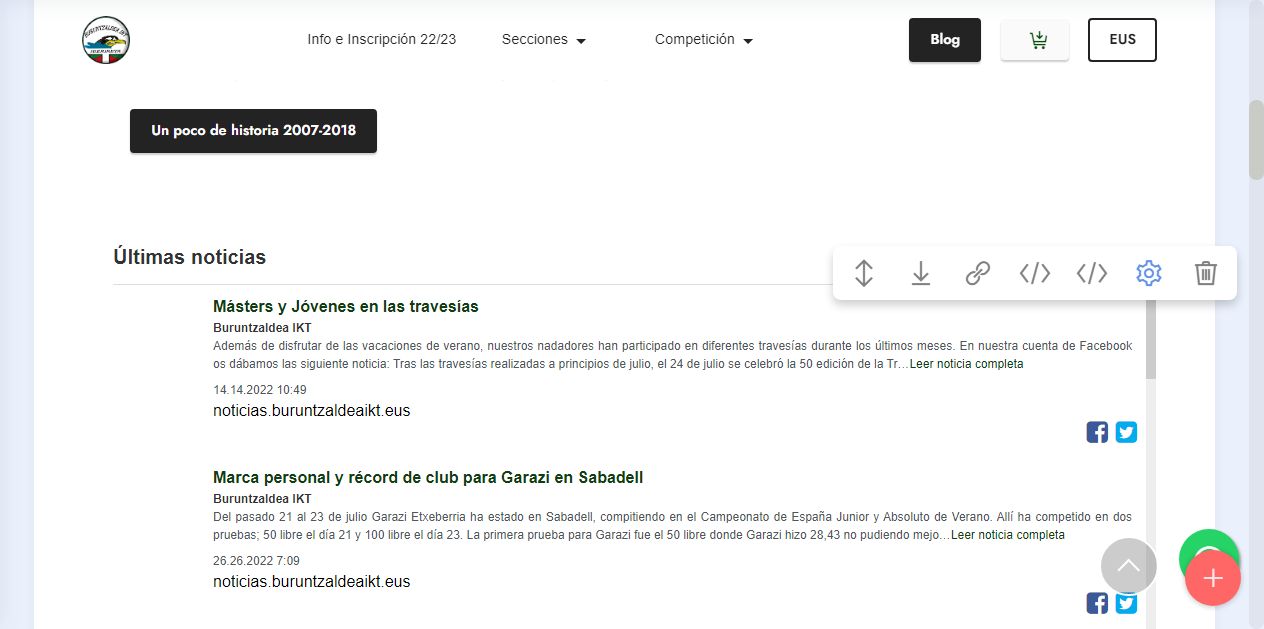 BURUNTZALDEA IKT
Info e Inscripción 22/23
Secciones
Competición
Blog
EUS
Un poco de historia 2007-2018
Últimas noticias
Másters y Jóvenes en las travesías
Buruntzaldea IKT
Además de disfrutar de las vacaciones de verano, nuestros nadadores han participado en diferentes travesías durante los últimos meses. En nuestra cuenta de Facebook
os dábamos las siguiente noticia: Tras las travesías realizadas a principios de julio, el 24 de julio se celebró la 50 edición de la Tr...Leer noticia completa
14.14.2022 10:49
noticias.buruntzaldeaikt.eus
Marca personal y récord de club para Garazi en Sabadell
Buruntzaldea IKT
Del pasado 21 al 23 de julio Garazi Etxeberria ha estado en Sabadell, compitiendo en el Campeonato de España Junior y Absoluto de Verano. Allí ha competido en dos
pruebas; 50 libre el día 21 y 100 libre el día 23. La primera prueba para Garazi fue el 50 libre donde Garazi hizo 28,43 no pudiendo mejo...Leer noticia completa
26.26.2022 7:09
noticias.buruntzaldeaikt.eus